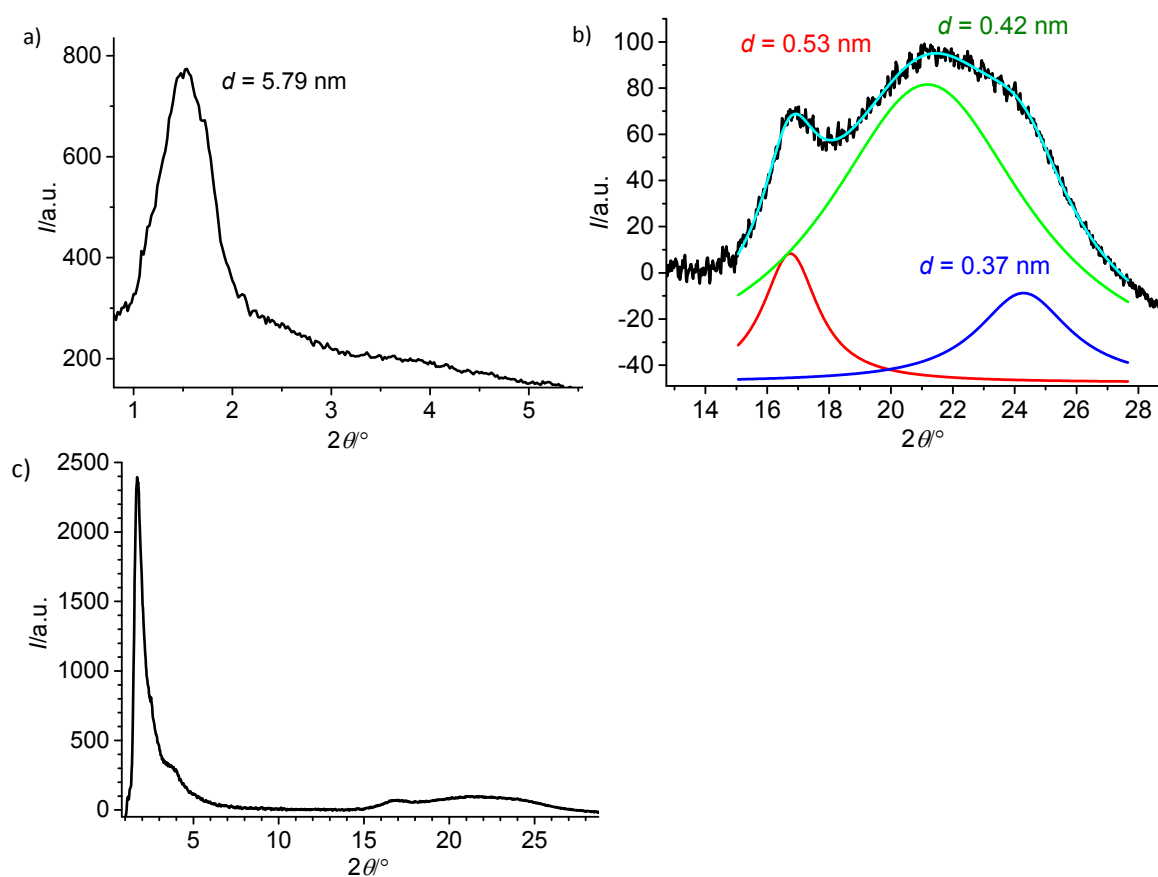 a)
d = 5.79 nm
800
600
400
200
1 2 3 4 5
2θ/°
I/a.u.
b)
d = 0.53 nm
d = 0.42 nm
d = 0.37 nm
100
80
60
40
20
0
-20
-40
14 16 18 20 22 24 26 28
2θ/°
I/a.u.
c)
2500
2000
1500
1000
500
0
5 10 15 20 25
2θ/°
I/a.u.